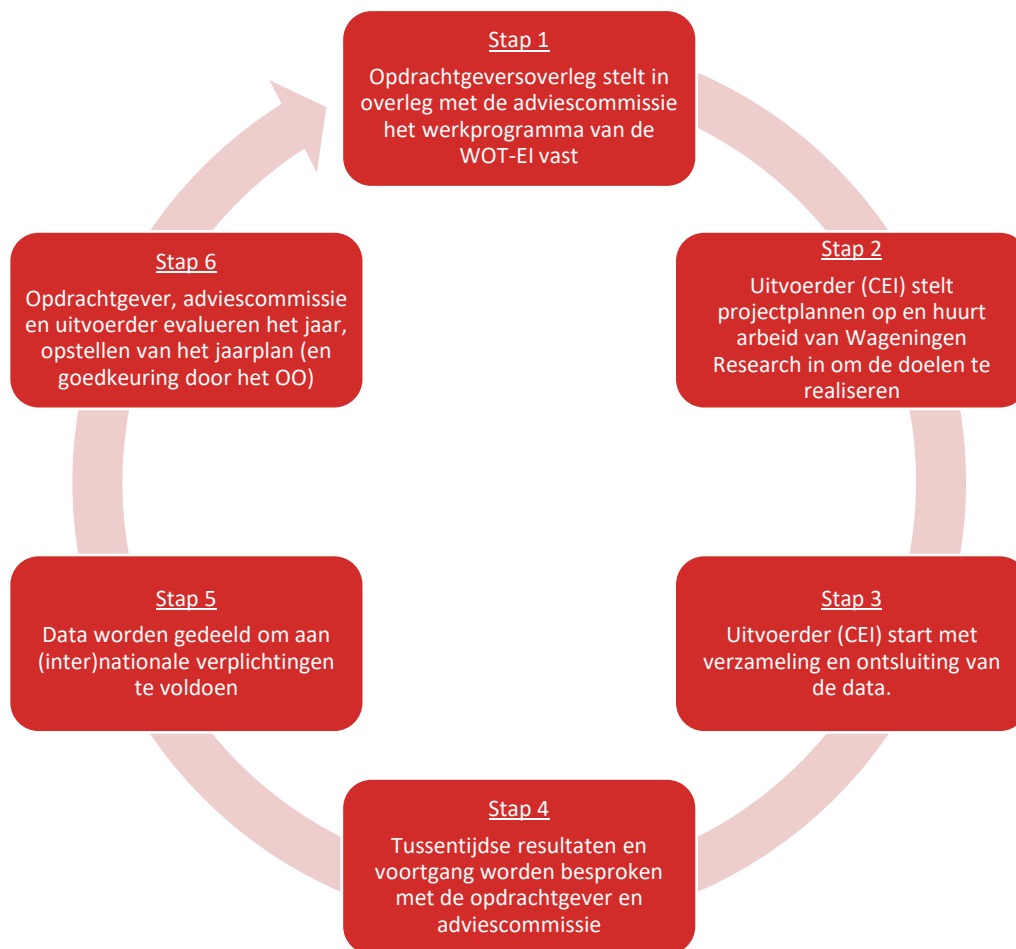 Stap 1
Opdrachtgeversoverleg stelt in
overleg met de adviescommissie
het werkprogramma van de
WOT-EI vast
Stap 2
Uitvoerder (CEI) stelt
projectplannen op en huurt
arbeid van Wageningen
Research in om de doelen te
realiseren
Stap 3
Uitvoerder (CEI) start met
verzameling en ontsluiting van
de data.
Stap 4
Tussentijdse resultaten en
voortgang worden besproken
met de opdrachtgever en
adviescommissie
Stap 5
Data worden gedeeld om aan
(inter)nationale verplichtingen
te voldoen
Stap 6
Opdrachtgever, adviescommissie
en uitvoerder evalueren het jaar,
opstellen van het jaarplan (en
goedkeuring door het OO)